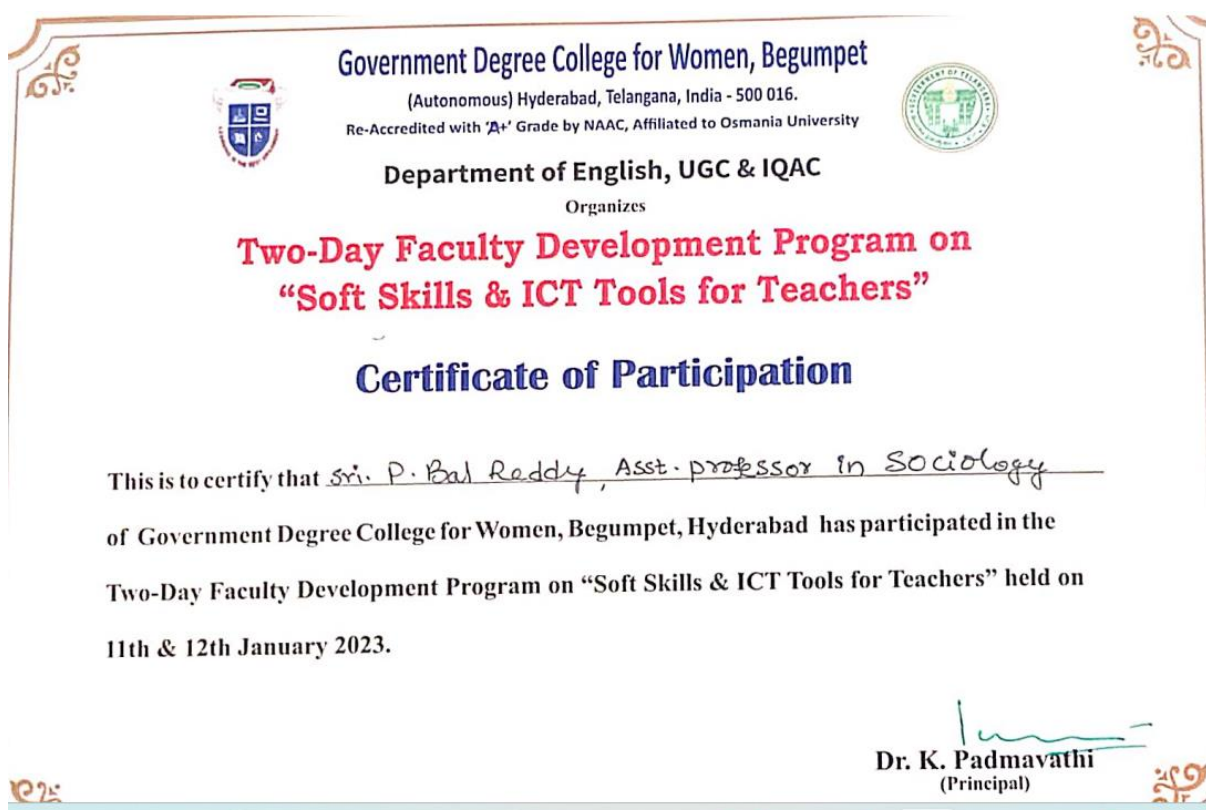 Government Degree College for Women, Begumpet
(Autonomous) Hyderabad, Telangana, India - 500 016.
Re-Accredited with 'A+' Grade by NAAC, Affiliated to Osmania University
Department of English, UGC & IQAC
Organizes
Two-Day Faculty Development Program on
“Soft Skills & ICT Tools for Teachers”
Certificate of Participation
This is to certify that Sri. P. Bal Reddy, Asst. professor in Sociology
of Government Degree College for Women, Begumpet, Hyderabad has participated in the
Two-Day Faculty Development Program on “Soft Skills & ICT Tools for Teachers” held on
11th & 12th January 2023.
Dr. K. Padmavathi
(Principal)